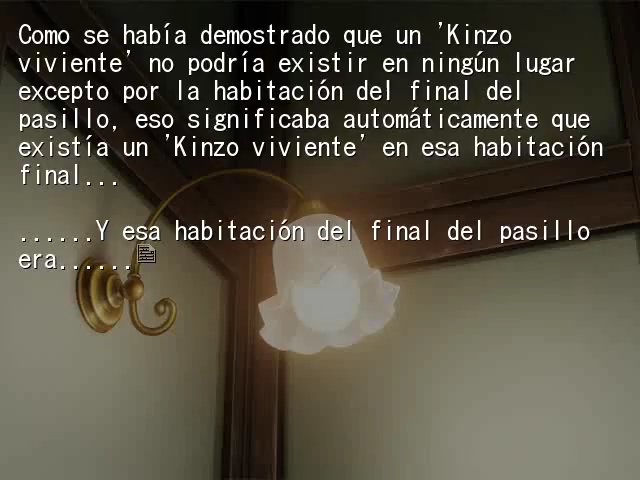 Como se había demostrado que un 'Kinzo
viviente' no podría existir en ningún lugar
excepto por la habitación del final del
pasillo, eso significaba automáticamente que
existía un 'Kinzo viviente' en esa habitación
final...
......Y esa habitación del final del pasillo
era......